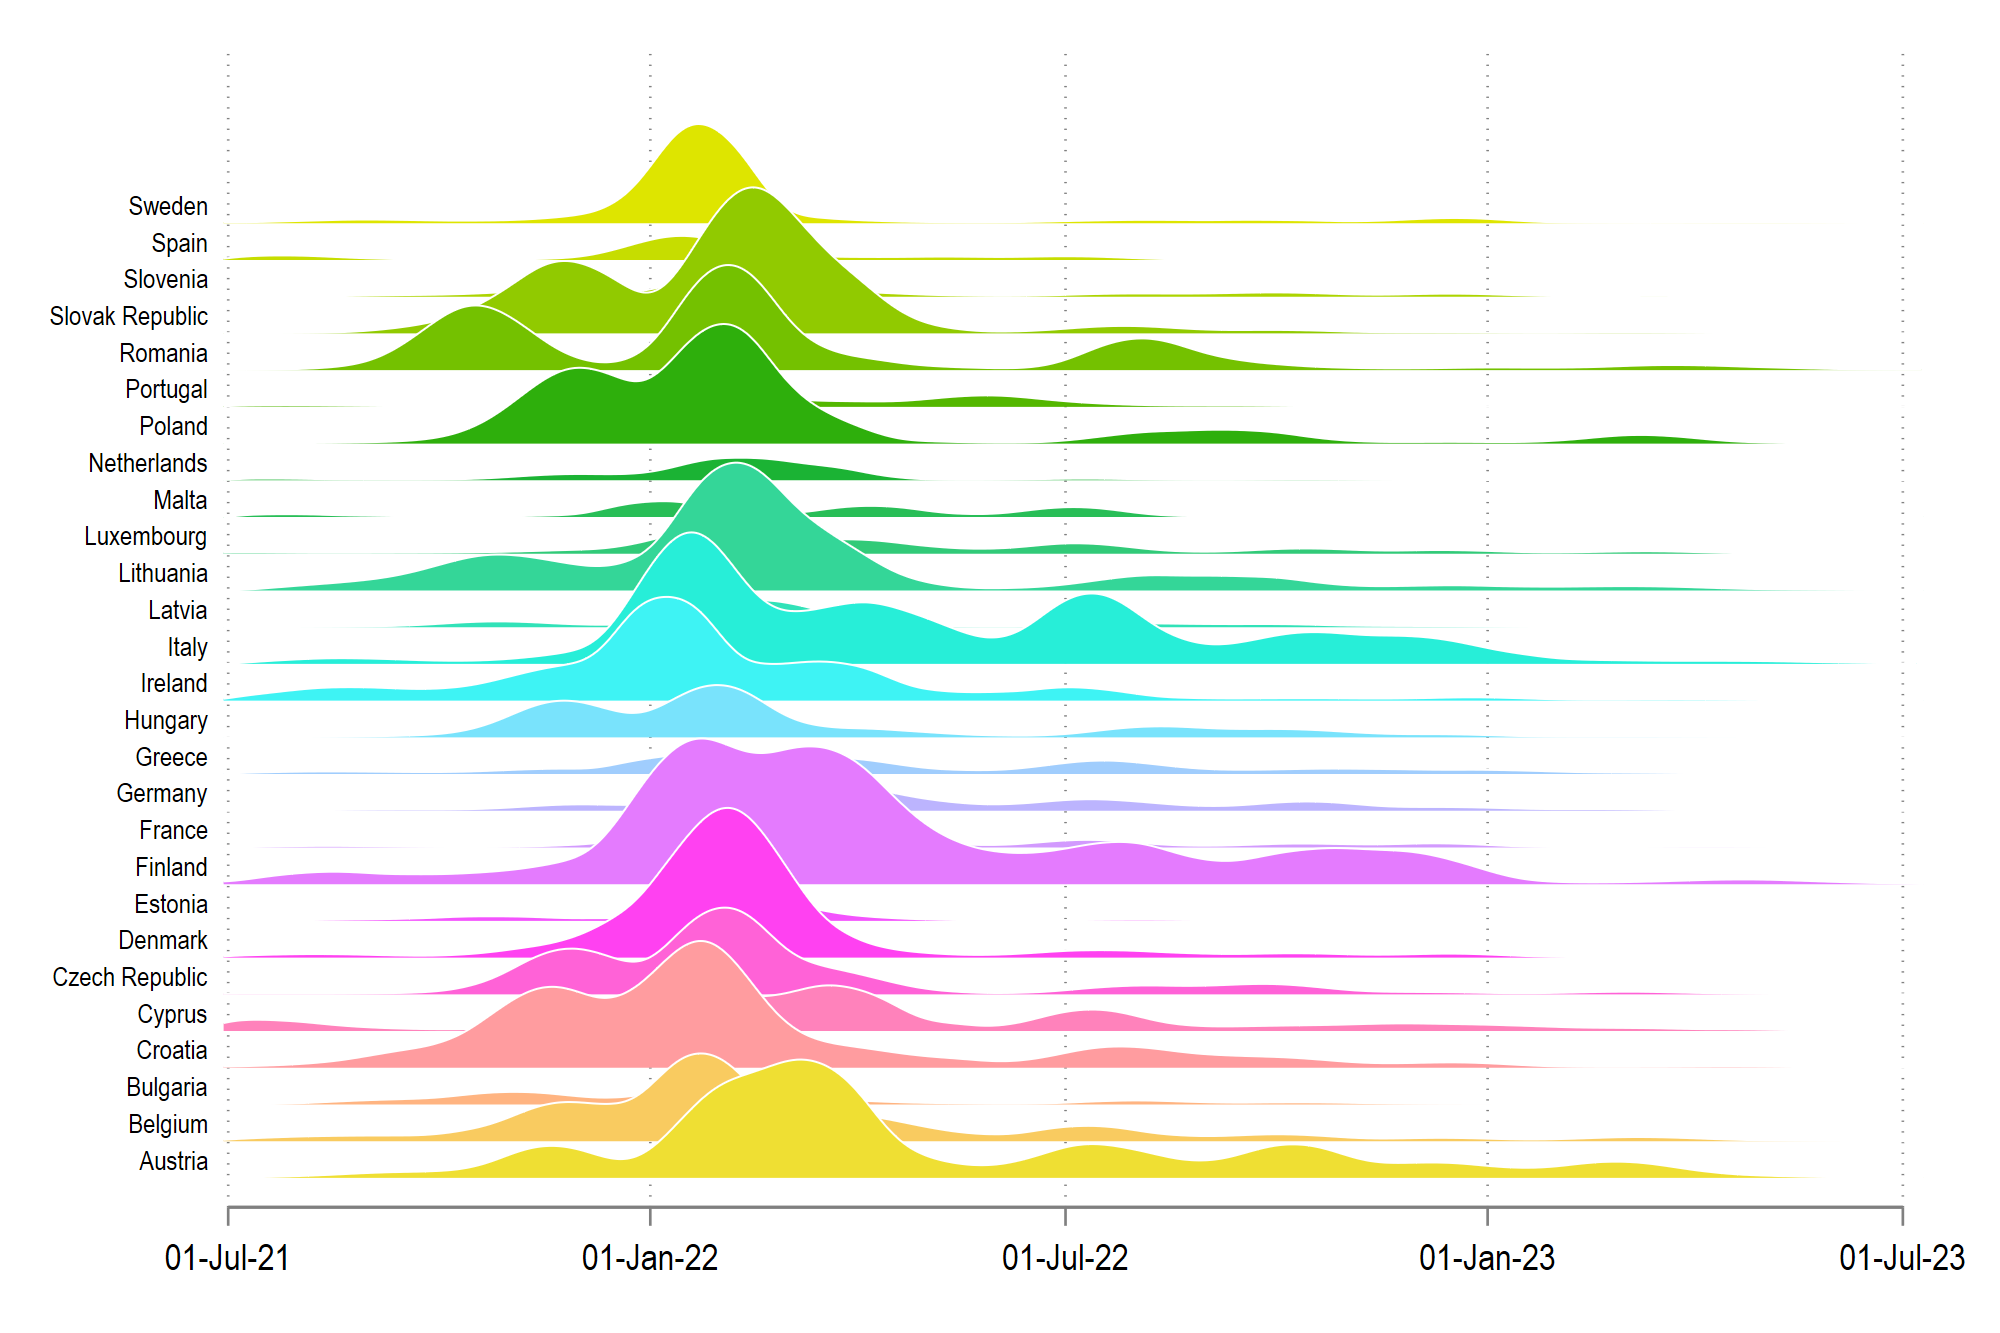 Sweden
Spain
Slovenia
Slovak Republic
Romania
Portugal
Poland
Netherlands
Malta
Luxembourg
Lithuania
Latvia
Italy
Ireland
Hungary
Greece
Germany
France
Finland
Estonia
Denmark
Czech Republic
Cyprus
Croatia
Bulgaria
Belgium
Austria
01-Jul-21 01-Jan-22 01-Jul-22 01-Jan-23 01-Jul-23